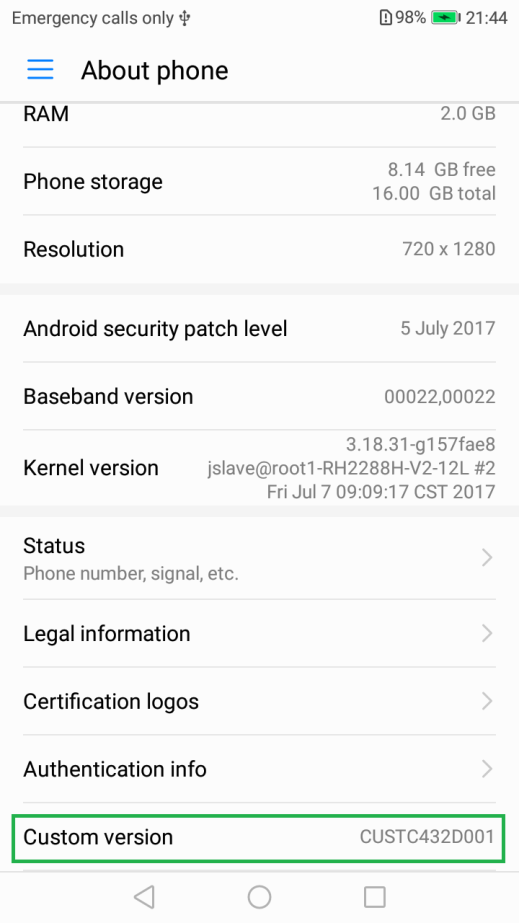 Emergency calls only 98% 21:44
About phone
RAM 2.0 GB
Phone storage 8.14 GB free
16.00 GB total
Resolution 720 x 1280
Android security patch level 5 July 2017
Baseband version 00022,00022
Kernel version 3.18.31-g157fae8
jslave@root1-RH2288H-V2-12L #2
Fri Jul 7 09:09:17 CST 2017
Status
Phone number, signal, etc.
Legal information
Certification logos
Authentication info
Custom version CUSTC432D001